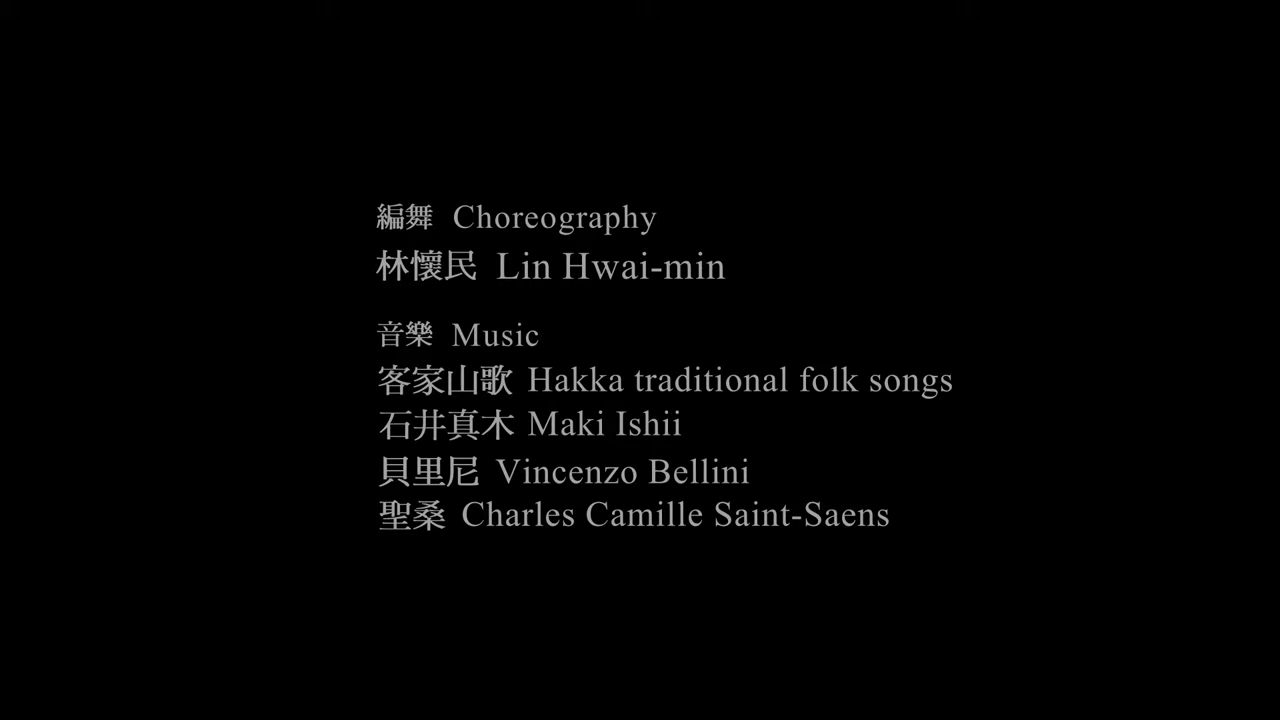 編舞 Choreography
林懷民 Lin Hwai-min
音樂 Music
客家山歌 Hakka traditional folk songs
石井真木 Maki Ishii
貝里尼 Vincenzo Bellini
聖桑 Charles Camille Saint-Saens